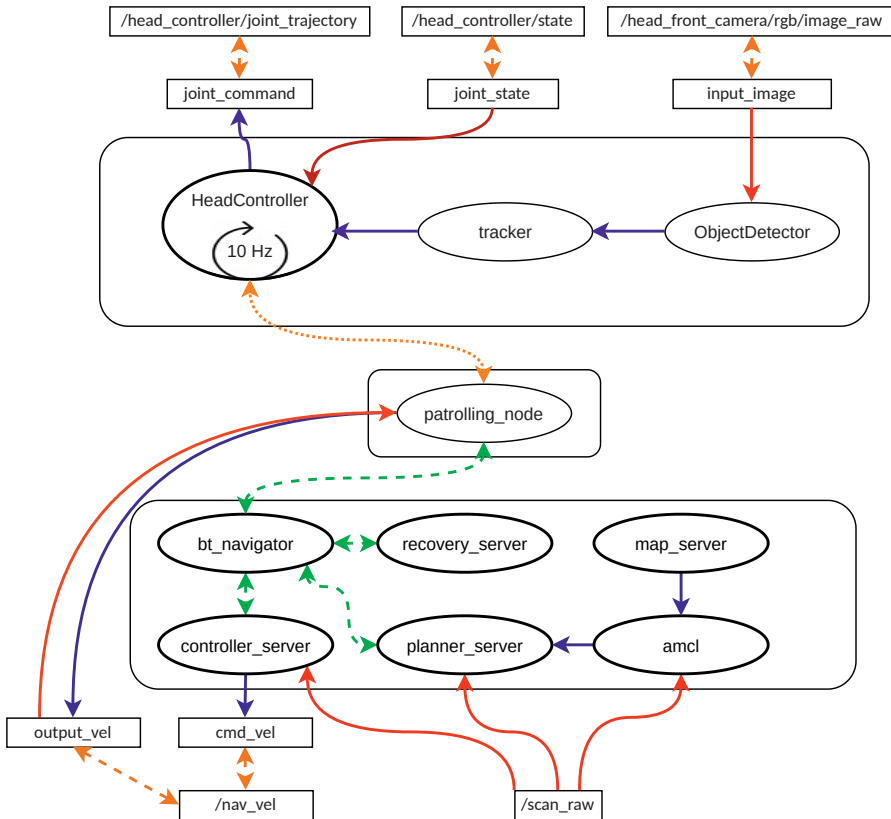 /head_controller/joint_trajectory
/head_controller/state
/head_front_camera/rgb/image_raw
joint_command
joint_state
input_image
HeadController
10 Hz
tracker
ObjectDetector
patrolling_node
bt_navigator
recovery_server
map_server
controller_server
planner_server
amcl
output_vel
cmd_vel
/nav_vel
/scan_raw